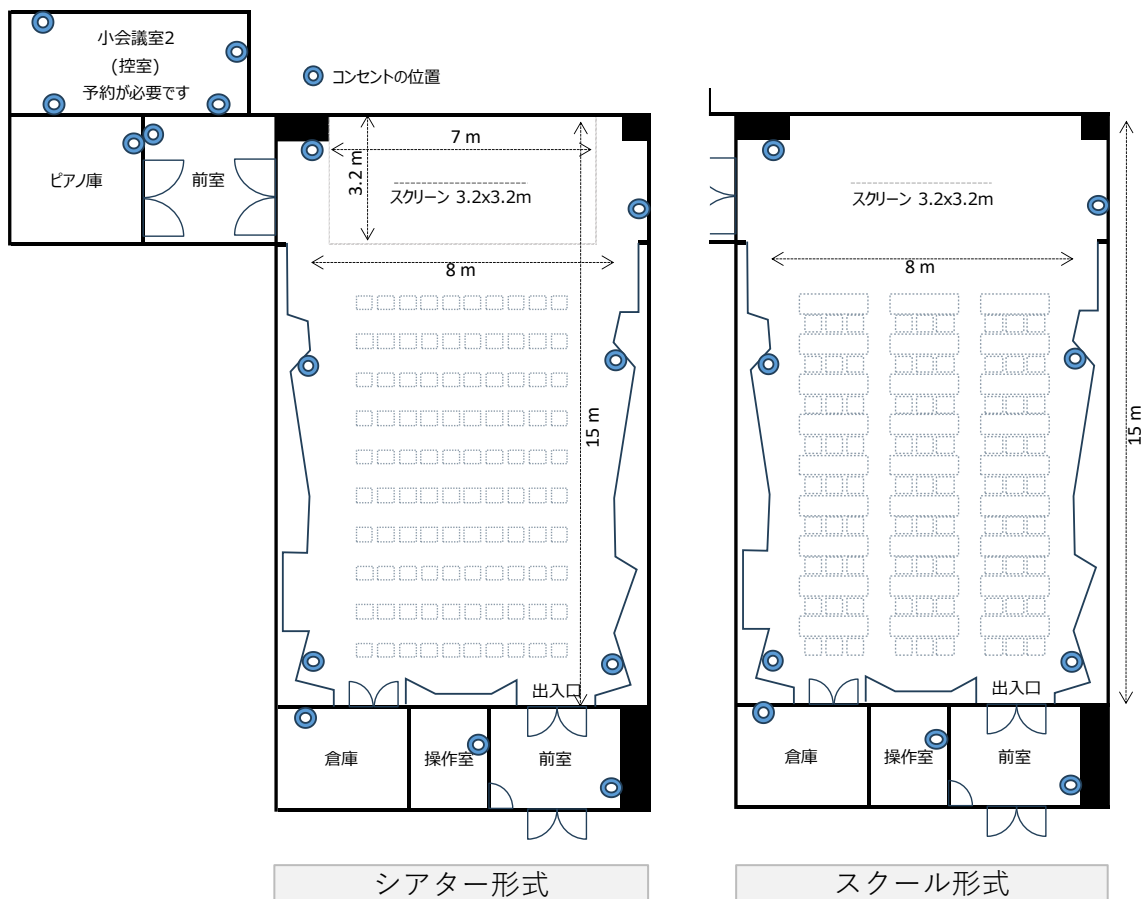 小会議室2
(控室)
予約が必要です
コンセントの位置
ピアノ庫
前室
7 m
3.2 m
スクリーン 3.2x3.2m
8 m
15 m
出入口
倉庫
操作室
前室
シアター形式
スクリーン 3.2x3.2m
8 m
15 m
出入口
倉庫
操作室
前室
スクール形式